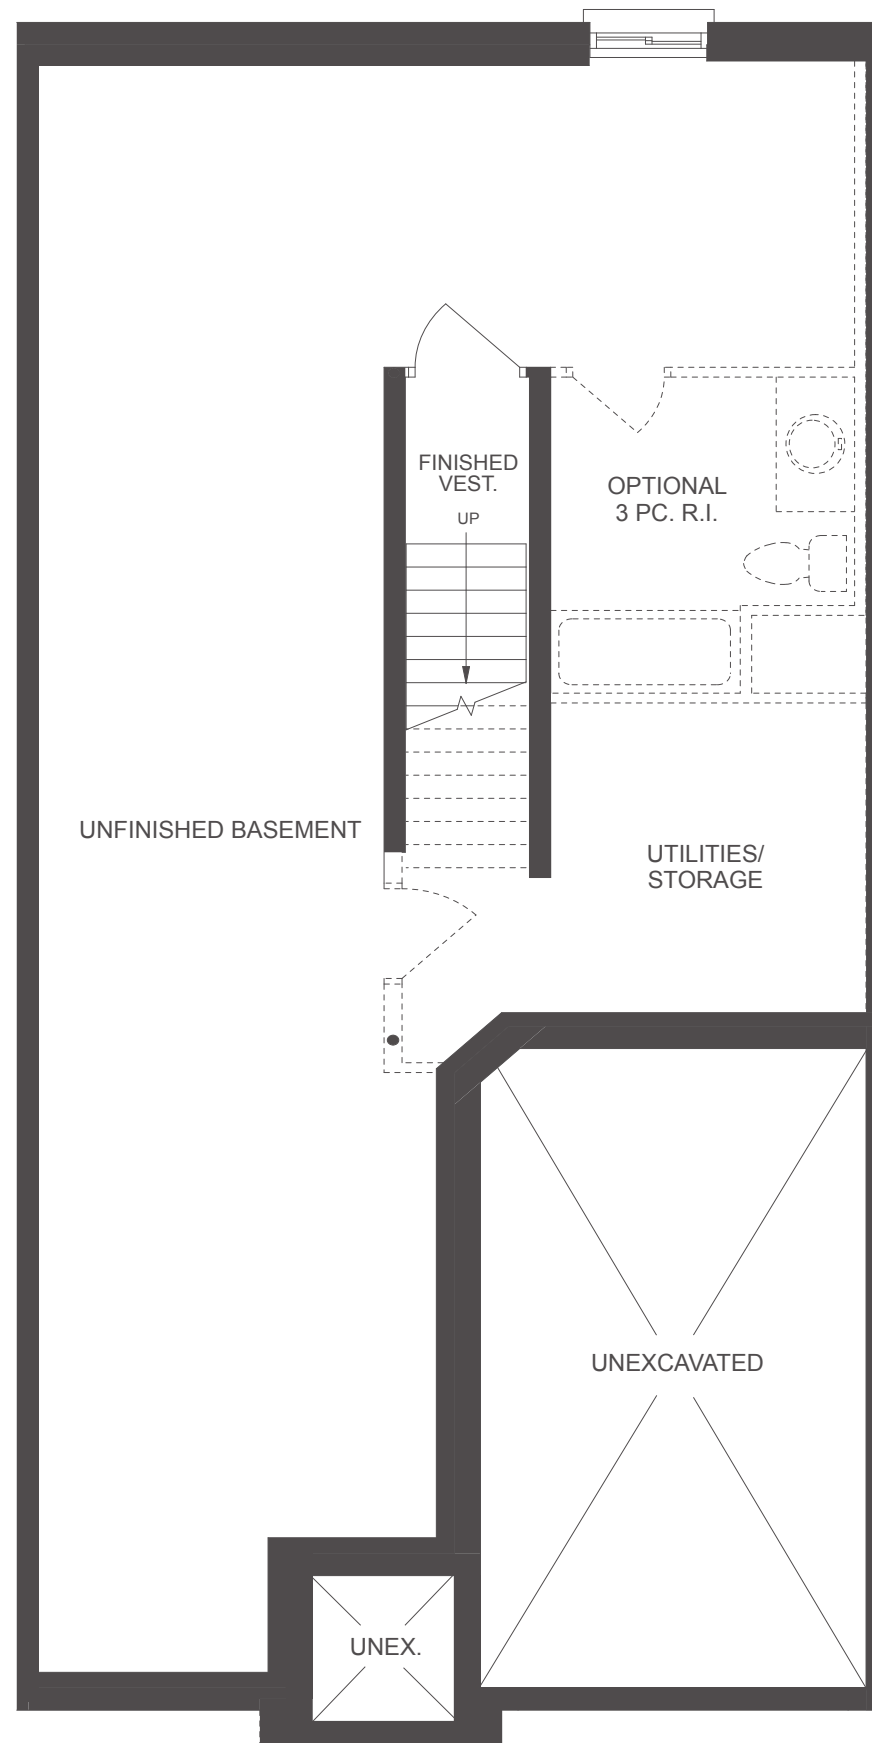 FINISHED
VEST.
UP
OPTIONAL
3 PC. R.I.
UNFINISHED BASEMENT
UTILITIES/
STORAGE
UNEXCAVATED
UNEX.